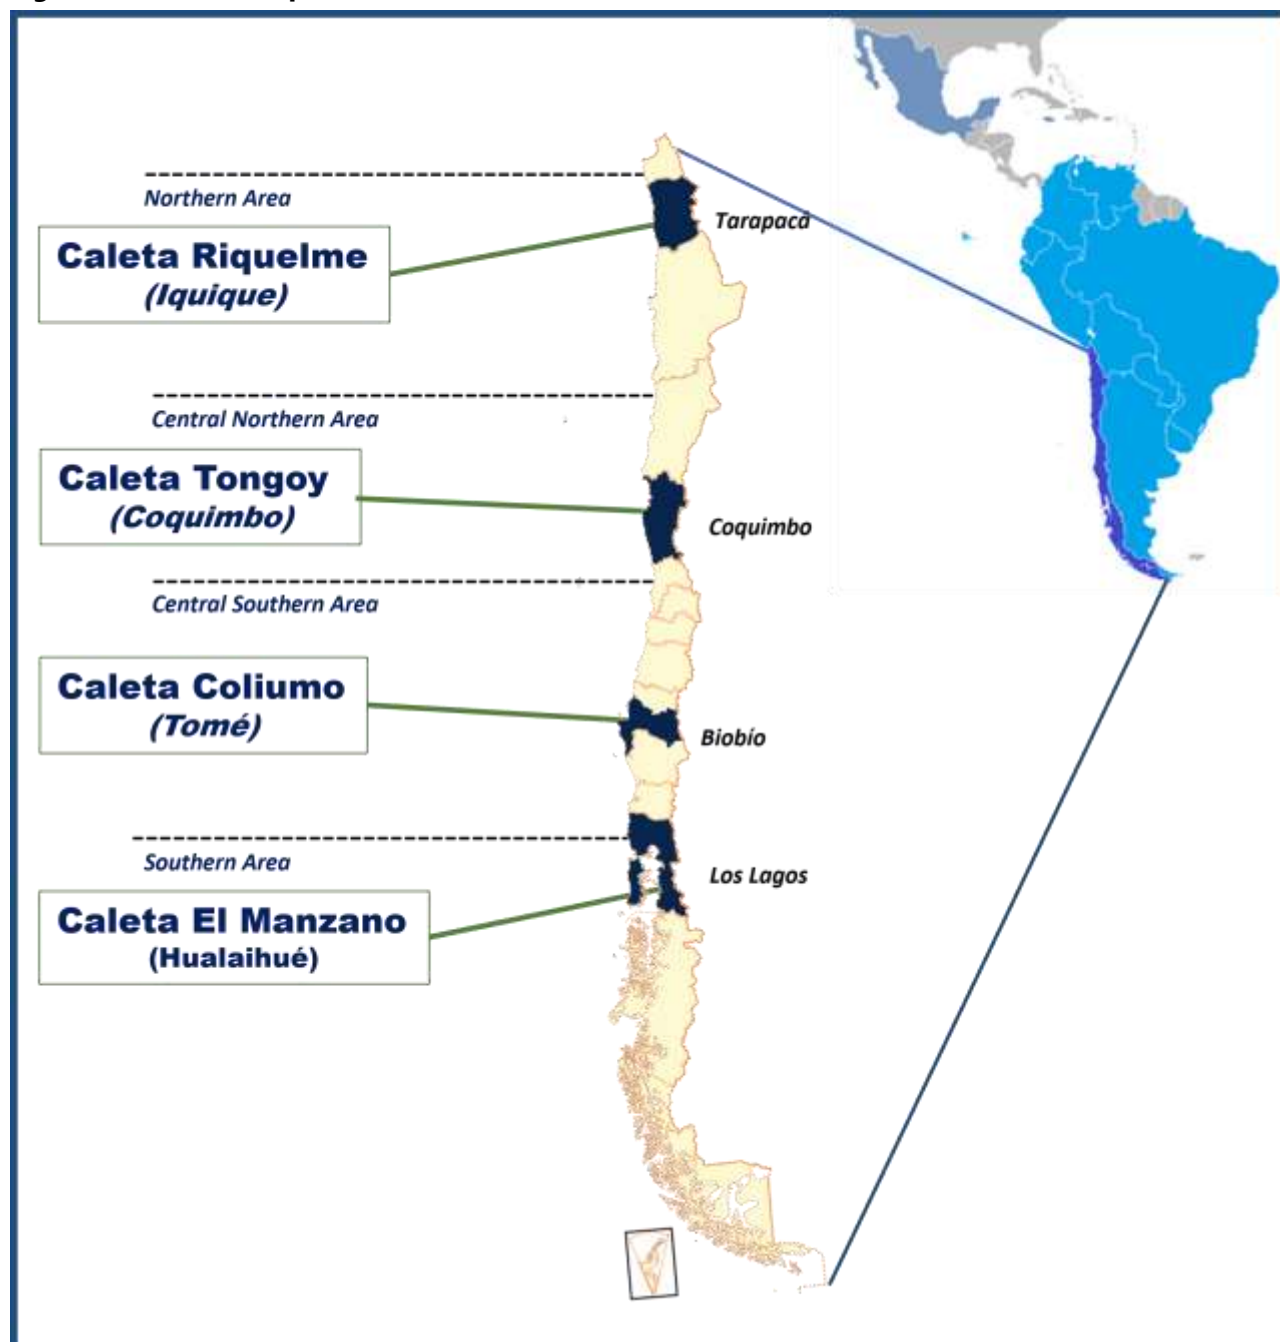 Northern Area
Caleta Riquelme
(Iquique)
Tarapacá
Central Northern Area
Caleta Tongoy
(Coquimbo)
Coquimbo
Central Southern Area
Caleta Coliumo
(Tomé)
Biobío
Southern Area
Los Lagos
Caleta El Manzano
(Hualaihué)